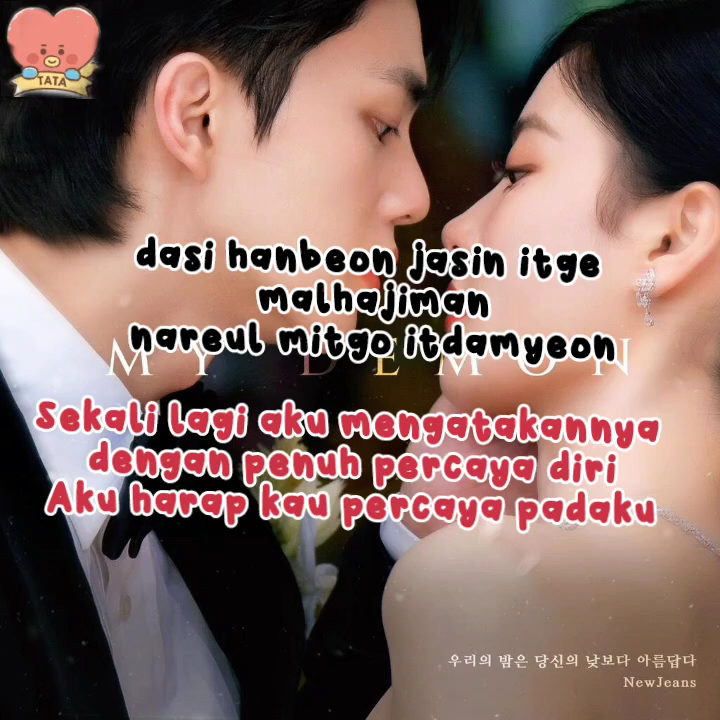 TATA
dasi hanbeon jasin itge
malhajiman
nareul mitgo itdamyeon
MY DEMON
Sekali lagi aku mengatakannya
dengan penuh percaya diri
Aku harap kau percaya padaku
우리의 밤은 당신의 낮보다 아름답다
NewJeans